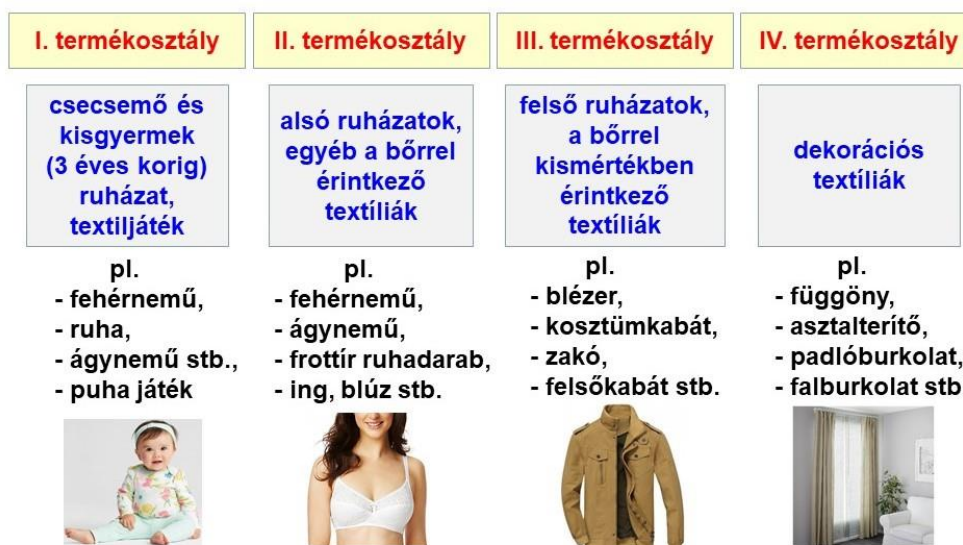 I. termékosztály
csecsemő és
kisgyermek
(3 éves korig)
ruházat,
textiljáték
pl.
- fehérnemű,
- ruha,
- ágynemű stb.,
- puha játék
II. termékosztály
alsó ruházatok,
egyéb a bőrrel
érintkező
textíliák
pl.
- fehérnemű,
- ágynemű,
- frottír ruhadarab,
- ing, blúz stb.
III. termékosztály
felső ruházatok,
a bőrrel
kismértékben
érintkező
textíliák
pl.
- blézer,
- kosztümkabát,
- zakó,
- felsőkabát stb.
IV. termékosztály
dekorációs
textíliák
pl.
- függöny,
- asztalterítő,
- padlóburkolat,
- falburkolat stb